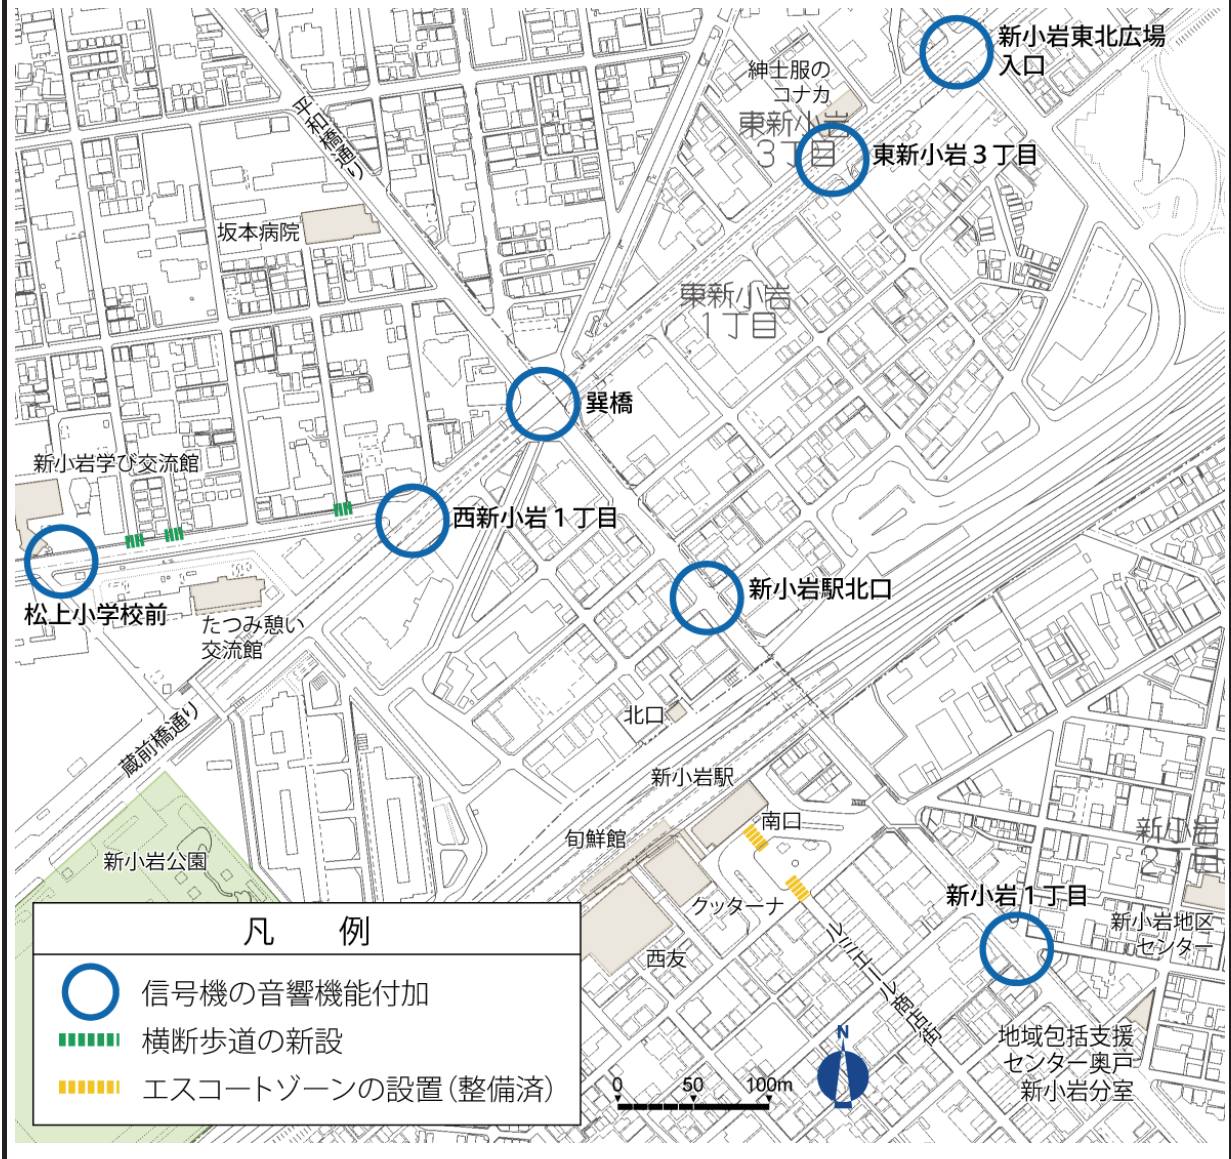 新小岩東北広場
入口
紳士服の
コナカ
東新小岩
3丁目
東新小岩3丁目
平和橋通り
坂本病院
東新小岩
1丁目
巽橋
新小岩学び交流館
西新小岩1丁目
松上小学校前
新小岩駅北口
たつみ憩い
交流館
北口
蔵前橋通り
新小岩駅
南口
旬鮮館
新小岩
新小岩公園
クッターナ
新小岩1丁目
新小岩地区
センター
西友
ルミエール商店街
地域包括支援
センター奥戸
新小岩分室
凡 例
信号機の音響機能付加
横断歩道の新設
エスコートゾーンの設置(整備済)
0 50 100m
N